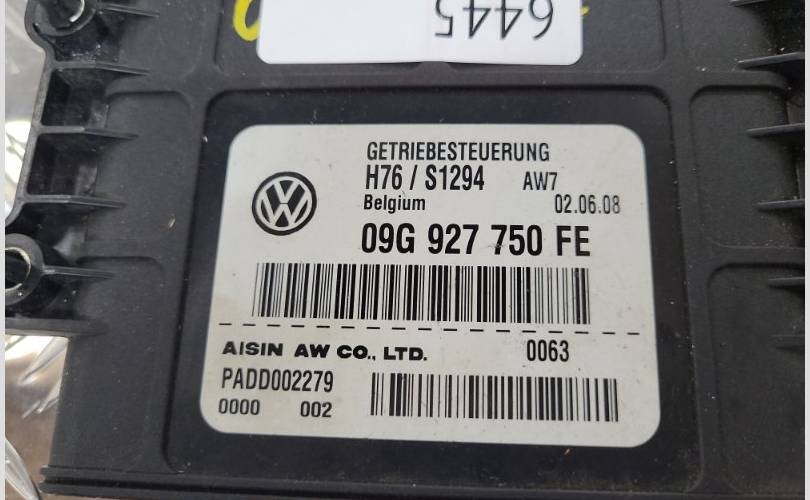 6445
GETRIEBESTEUERUNG
H76 / S1294 AW7
Belgium 02.06.08
09G 927 750 FE
AISIN AW CO., LTD. 0063
PADD002279
0000 002